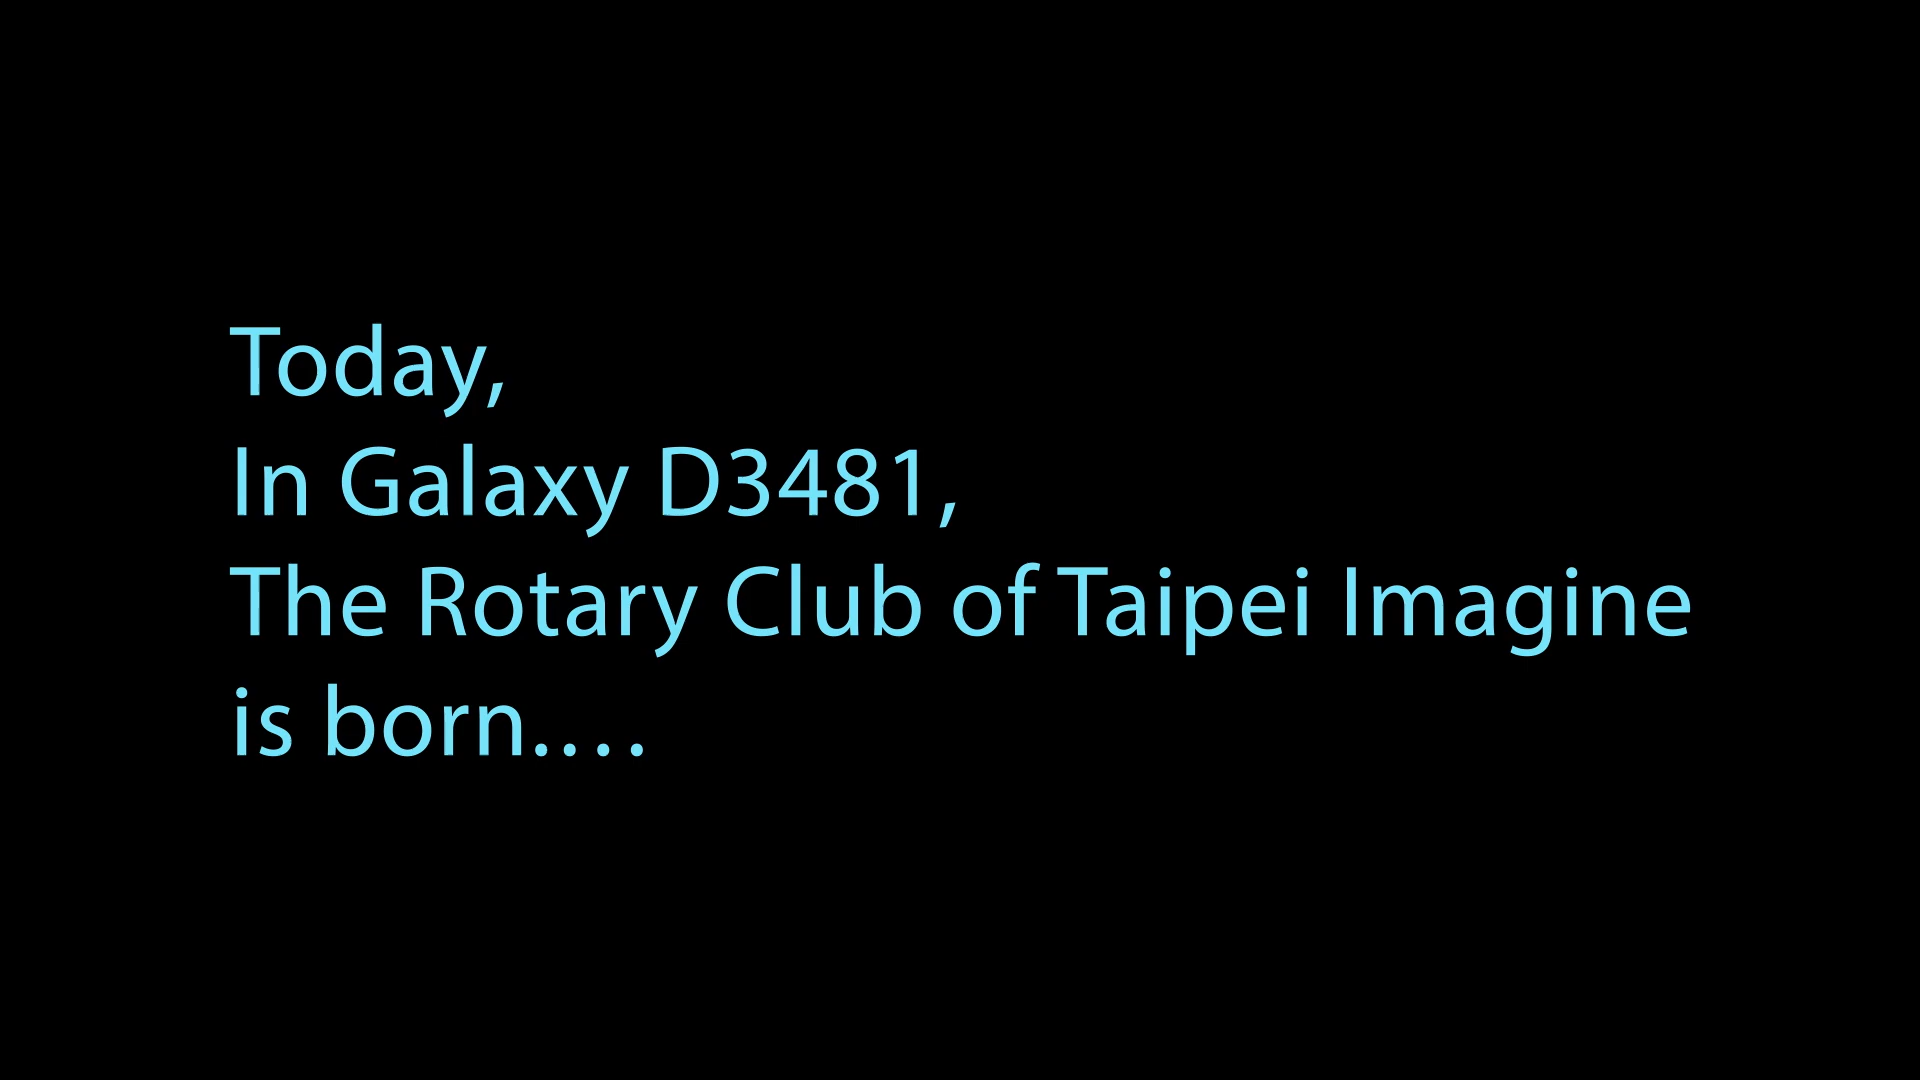 Today,
In Galaxy D3481,
The Rotary Club of Taipei Imagine
is born....